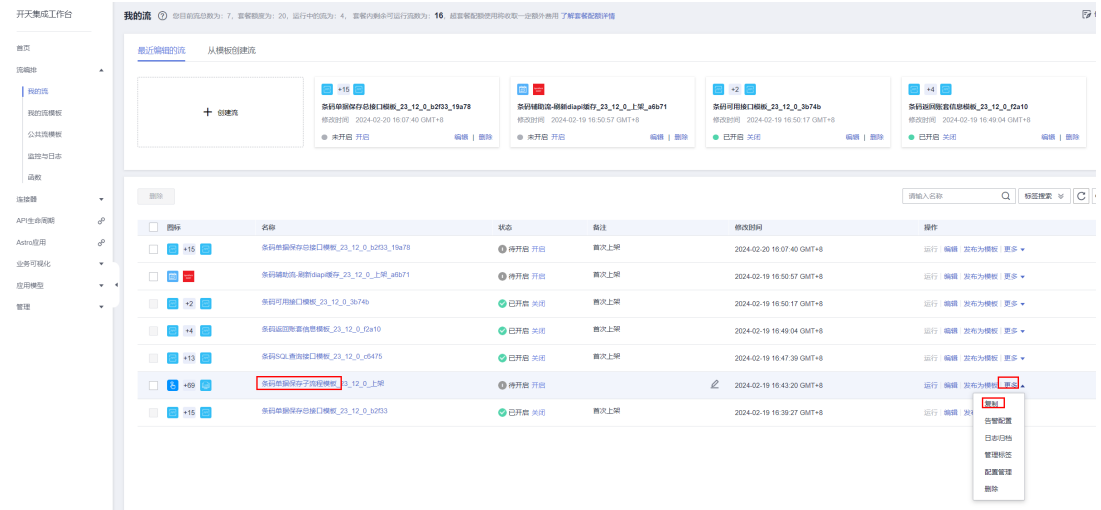 开天集成工作台
我的流 您目前流总数为：7，套餐额度为：20，运行中的流为：4， 套餐内剩余可运行流数为：16，超套餐配额使用将收取一定额外费用 了解套餐配额详情
首页
流编排
我的流
我的流模板
公共流模板
监控与日志
函数
连接器
API生命周期
Astro应用
业务可视化
应用模型
管理
最近编辑的流 从模板创建流
+ 创建流
+15
条码单据保存总接口模板_23_12_0_b2f33_19a78
修改时间 2024-02-20 16:07:40 GMT+8
未开启 开启 编辑 | 删除
条码辅助流-刷新diapi缓存_23_12_0_上架_a6b71
修改时间 2024-02-19 16:50:57 GMT+8
未开启 开启 编辑 | 删除
+2
条码可用接口模板_23_12_0_3b74b
修改时间 2024-02-19 16:50:17 GMT+8
已开启 关闭 编辑 | 删除
+4
条码返回账套信息模板_23_12_0_f2a10
修改时间 2024-02-19 16:49:04 GMT+8
已开启 关闭 编辑 | 删除
删除 请输入名称 标签搜索
图标 名称 状态 备注 修改时间 操作
+15 条码单据保存总接口模板_23_12_0_b2f33_19a78 待开启 开启 首次上架 2024-02-20 16:07:40 GMT+8 运行 编辑 发布为模板 更多
条码辅助流-刷新diapi缓存_23_12_0_上架_a6b71 待开启 开启 首次上架 2024-02-19 16:50:57 GMT+8 运行 编辑 发布为模板 更多
+2 条码可用接口模板_23_12_0_3b74b 已开启 关闭 首次上架 2024-02-19 16:50:17 GMT+8 运行 编辑 发布为模板 更多
+4 条码返回账套信息模板_23_12_0_f2a10 已开启 关闭 首次上架 2024-02-19 16:49:04 GMT+8 运行 编辑 发布为模板 更多
+13 条码SQL查询接口模板_23_12_0_c6475 已开启 关闭 首次上架 2024-02-19 16:47:39 GMT+8 运行 编辑 发布为模板 更多
+69 条码单据保存子流程模板_23_12_0_上架 待开启 开启 2024-02-19 16:43:20 GMT+8 运行 编辑 发布为模板 更多
+15 条码单据保存总接口模板_23_12_0_b2f33 已开启 关闭 首次上架 2024-02-19 16:39:27 GMT+8 运行 编辑 发布
复制
告警配置
日志归档
管理标签
配置管理
删除